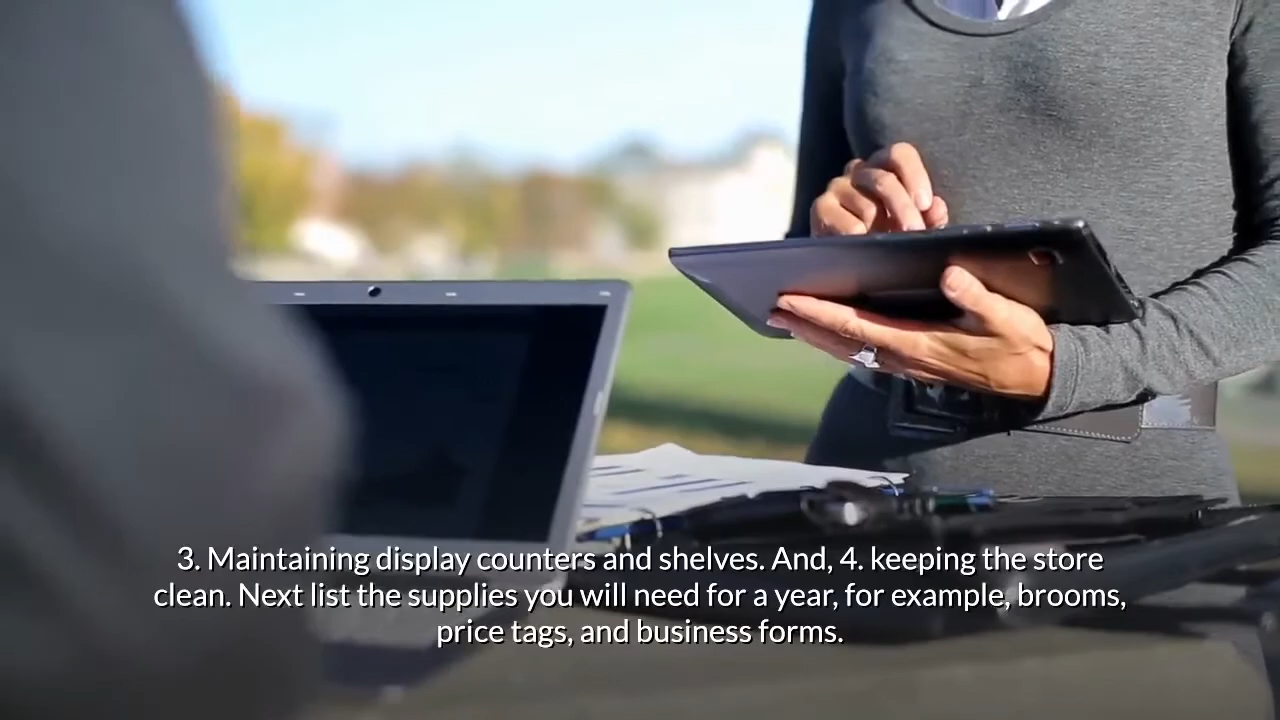 3. Maintaining display counters and shelves. And, 4. keeping the store
clean. Next list the supplies you will need for a year, for example, brooms,
price tags, and business forms.